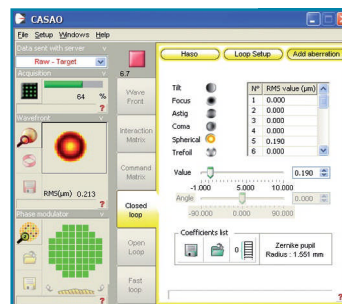 CASAO
File Setup Windows Help
Data sent with server
Raw - Target
Acquisition
64 %
?
Wavefront
RMS(µm) 0.213
?
Phase modulator
?
6.7
Wave Front
Interaction Matrix
Command Matrix
Closed loop
Open Loop
Fast loop
Haso
Loop Setup
Add aberration
Tilt
Focus
Astig
Coma
Spherical
Trefoil
N° RMS value (µm)
1 0.000
2 0.000
3 0.000
4 0.000
5 0.190
6 0.000
Value 0.190
-1.000 5.000 10.000
Angle 0.000
-90.000 0.000 90.000
Coefficients list
0
Zernike pupil
Radius : 1.551 mm
?